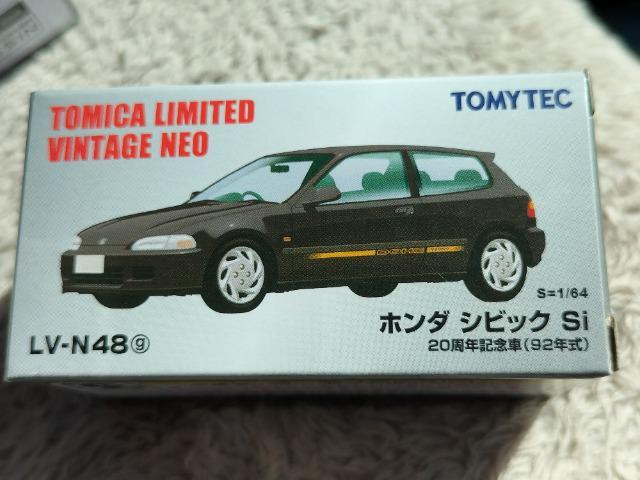 TOMICA LIMITED
VINTAGE NEO
TOMYTEC
S=1/64
LV-N48ⓖ
ホンダ シビック Si
20周年記念車(92年式)